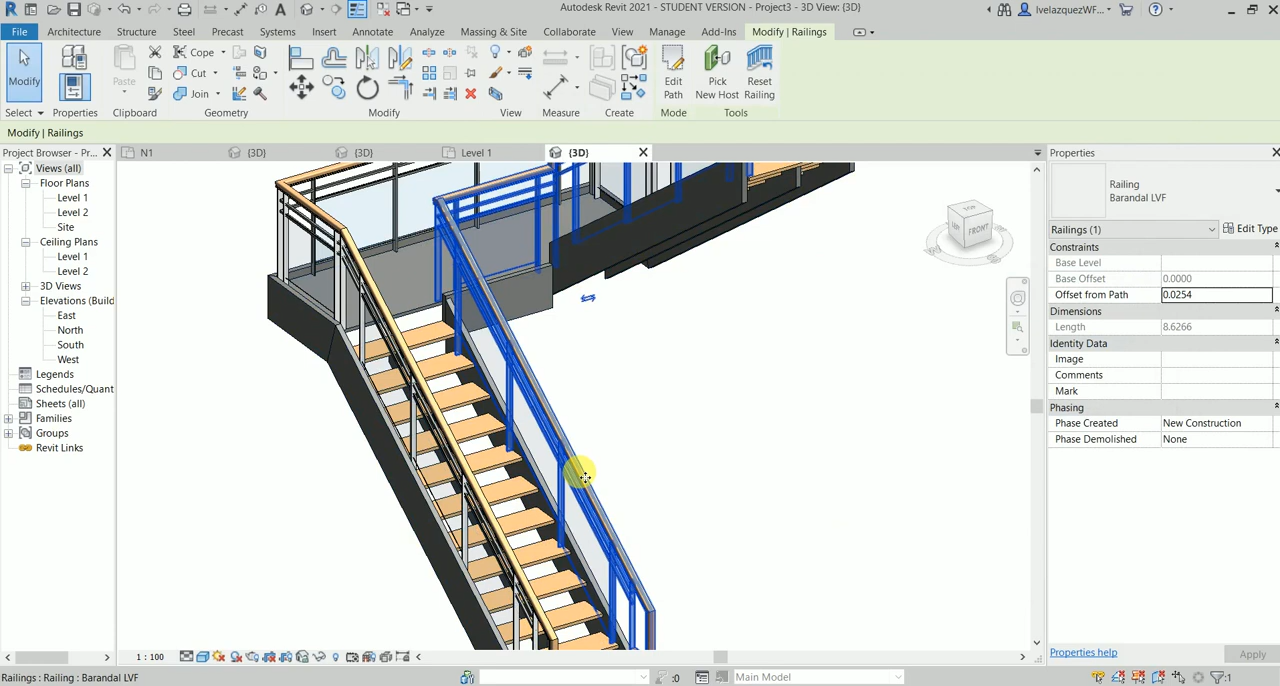 Autodesk Revit 2021 - STUDENT VERSION - Project3 - 3D View: {3D}
lvelazquezWF...
File Architecture Structure Steel Precast Systems Insert Annotate Analyze Massing & Site Collaborate View Manage Add-Ins Modify | Railings
Modify
Paste
Cope
Cut
Join
Edit Path
Pick New Host
Reset Railing
Select Properties Clipboard Geometry Modify View Measure Create Mode Tools
Modify | Railings
Project Browser - Pr...
N1
{3D}
{3D}
Level 1
{3D}
Properties
Views (all)
Floor Plans
Level 1
Level 2
Site
Ceiling Plans
Level 1
Level 2
3D Views
Elevations (Build
East
North
South
West
Legends
Schedules/Quant
Sheets (all)
Families
Groups
Revit Links
TOP
FRONT
Railing
Barandal LVF
Railings (1)
Edit Type
Constraints
Base Level
Base Offset 0.0000
Offset from Path 0.0254
Dimensions
Length 8.6266
Identity Data
Image
Comments
Mark
Phasing
Phase Created New Construction
Phase Demolished None
Properties help
Apply
1 : 100
Railings : Railing : Barandal LVF
:0
Main Model
:1